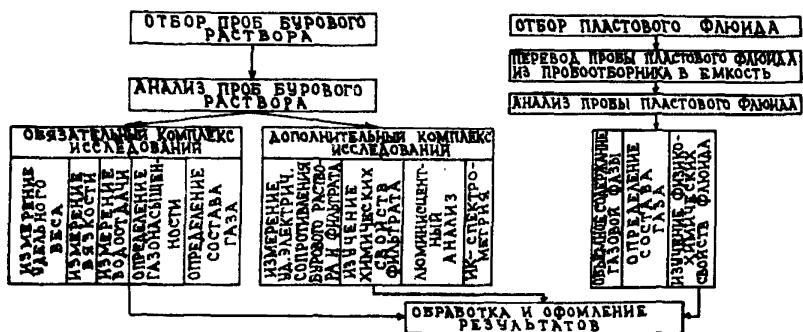 ОТБОР ПРОБ БУРОВОГО
РАСТВОРА
АНАЛИЗ ПРОБ БУРОВОГО
РАСТВОРА
ОБЯЗАТЕЛЬНЫЙ КОМПЛЕКС
ИССЛЕДОВАНИЙ
ИЗМЕРЕНИЕ
УДЕЛЬНОГО
ВЕСА
ИЗМЕРЕНИЕ
ВЯЗКОСТИ
ИЗМЕРЕНИЕ
ВОДООТДАЧИ
ОПРЕДЕЛЕНИЕ
ГАЗОНАСЫЩЕН-
НОСТИ
ОПРЕДЕЛЕНИЕ
СОСТАВА
ГАЗА
ДОПОЛНИТЕЛЬНЫЙ КОМПЛЕКС
ИССЛЕДОВАНИЙ
ИЗМЕРЕНИЕ
УД. ЭЛЕКТРИЧ.
СОПРОТИВЛЕНИЯ
БУРОВОГО РАСТВО-
РА И ФИЛЬТРАТА
ИЗУЧЕНИЕ
ХИМИЧЕСКИХ
СВОЙСТВ
ФИЛЬТРАТА
ЛЮМИНИСЦЕНТ-
НЫЙ
АНАЛИЗ
ИК-СПЕКТРО-
МЕТРИЯ
ОТБОР ПЛАСТОВОГО ФЛЮИДА
ПЕРЕВОД ПРОБЫ ПЛАСТОВОГО ФЛЮИДА
ИЗ ПРОБООТБОРНИКА В ЕМКОСТЬ
АНАЛИЗ ПРОБЫ ПЛАСТОВОГО ФЛЮИДА
ОБЪЕМНОЕ СОДЕРЖАНИЕ
ГАЗОВОЙ ФАЗЫ
ОПРЕДЕЛЕНИЕ
СОСТАВА
ГАЗА
ИЗУЧЕНИЕ ФИЗИКО-
ХИМИЧЕСКИХ
СВОЙСТВ ФЛЮИДА
ОБРАБОТКА И ОФОМЛЕНИЕ
РЕЗУЛЬТАТОВ